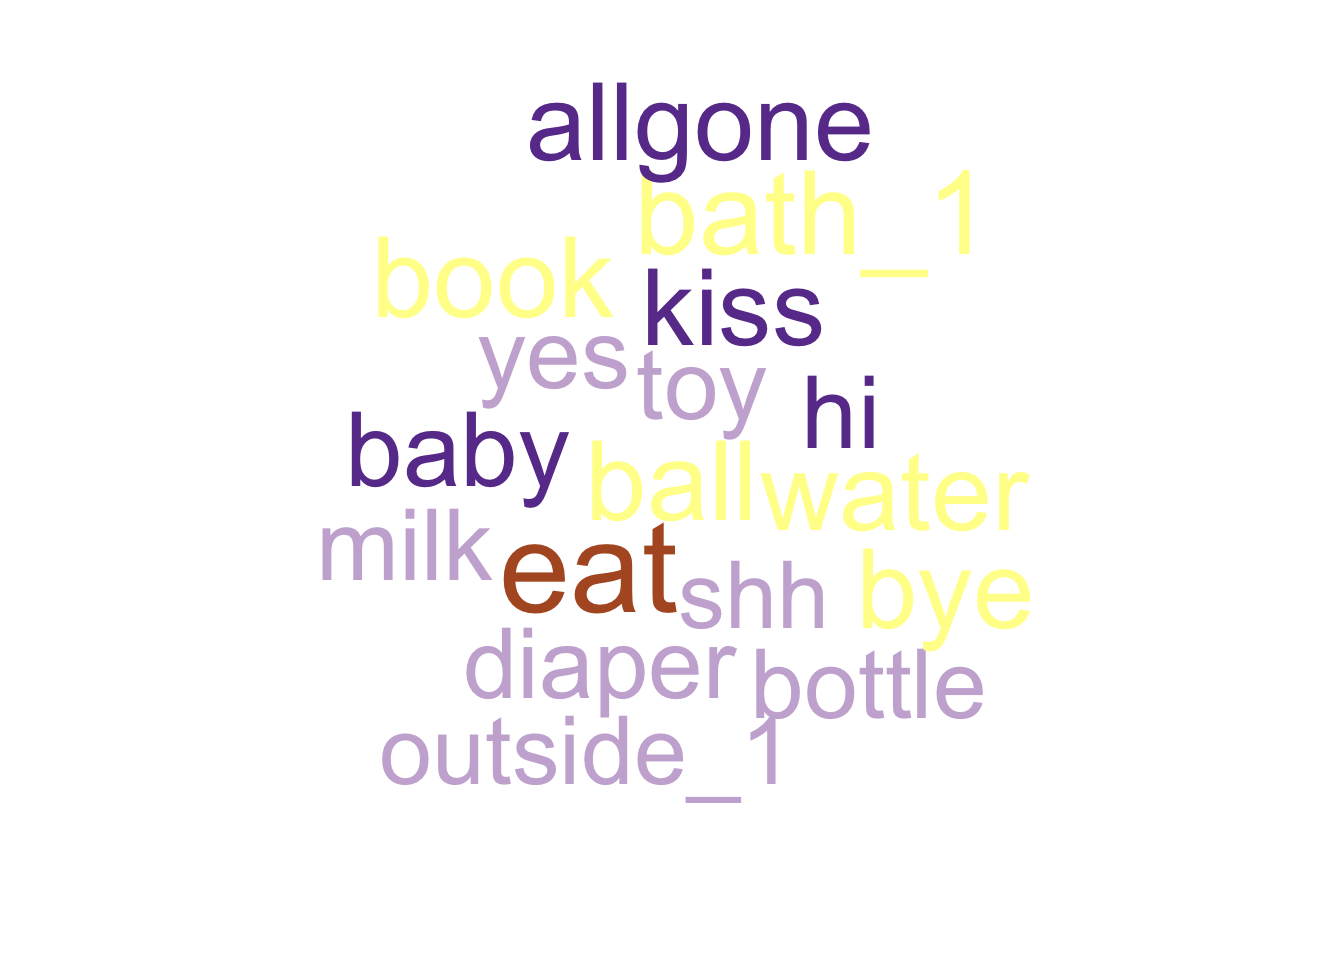 allgone
bath_1
book
kiss
yes
toy
hi
baby
ball
water
milk
eat
shh
bye
diaper
bottle
outside_1